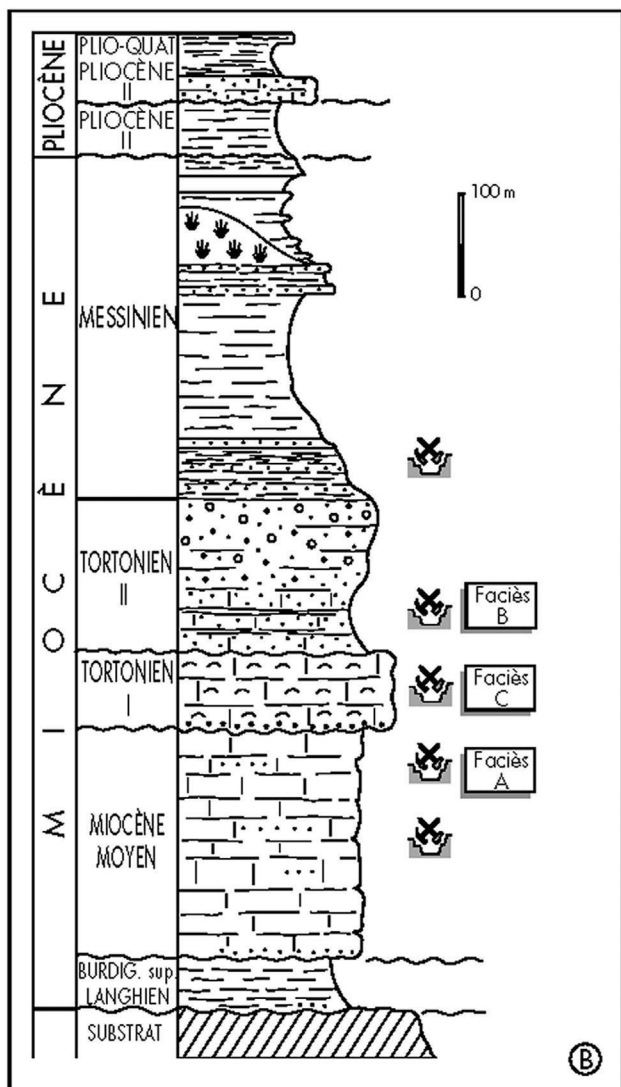 PLIOCÈNE
PLIO-QUAT
PLIOCÈNE
II
PLIOCÈNE
II
100 m
0
MIOCÈNE
MESSINIEN
TORTONIEN
II
Faciès
B
TORTONIEN
I
Faciès
C
Faciès
A
MIOCÈNE
MOYEN
BURDIG. sup.
LANGHIEN
SUBSTRAT
B